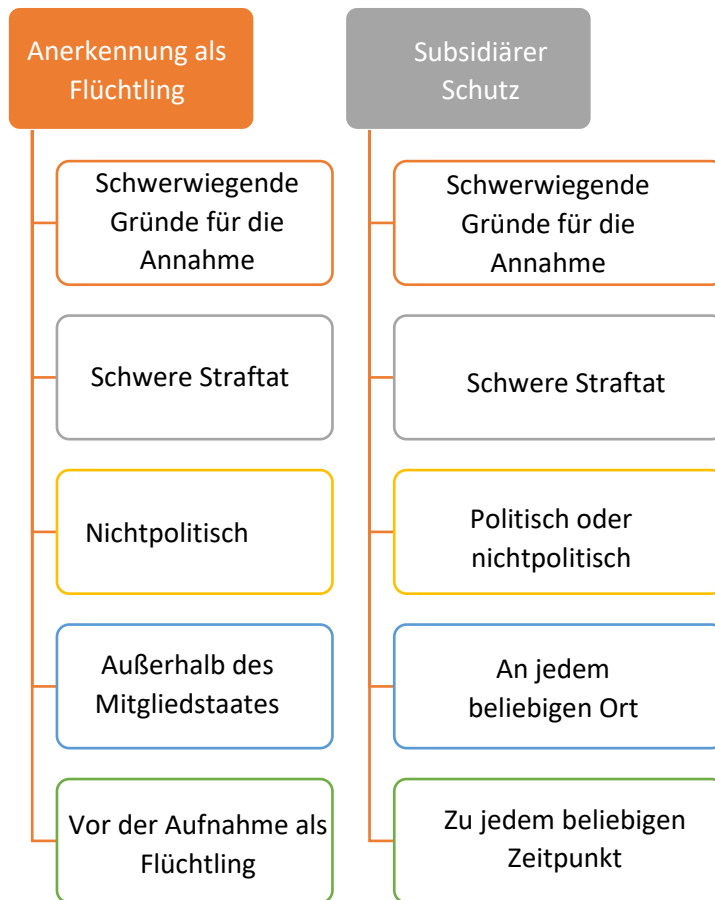 Anerkennung als
Flüchtling
Schwerwiegende
Gründe für die
Annahme
Schwere Straftat
Nichtpolitisch
Außerhalb des
Mitgliedstaates
Vor der Aufnahme als
Flüchtling
Subsidiärer
Schutz
Schwerwiegende
Gründe für die
Annahme
Schwere Straftat
Politisch oder
nichtpolitisch
An jedem
beliebigen Ort
Zu jedem beliebigen
Zeitpunkt